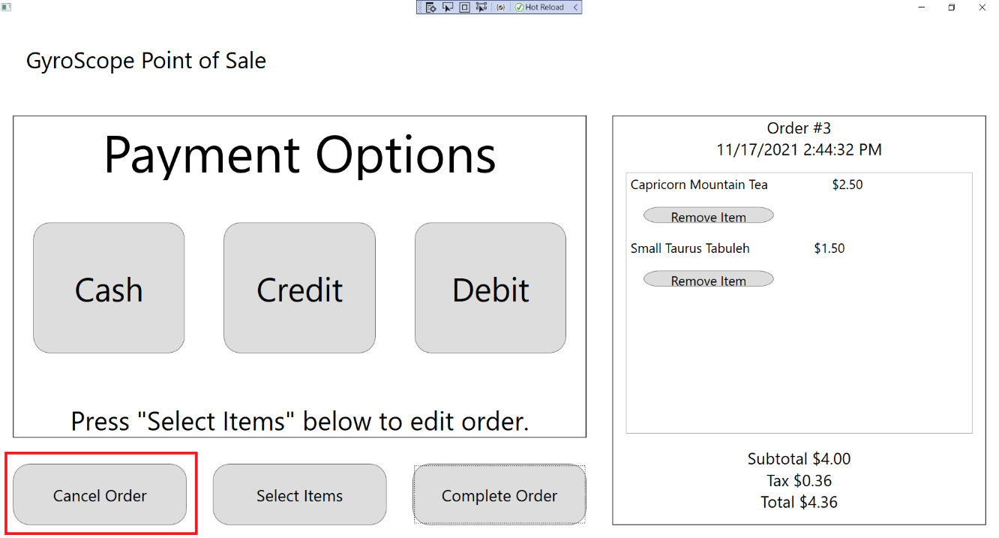 Hot Reload
GyroScope Point of Sale
Payment Options
Cash
Credit
Debit
Press "Select Items" below to edit order.
Cancel Order
Select Items
Complete Order
Order #3
11/17/2021 2:44:32 PM
Capricorn Mountain Tea $2.50
Remove Item
Small Taurus Tabuleh $1.50
Remove Item
Subtotal $4.00
Tax $0.36
Total $4.36